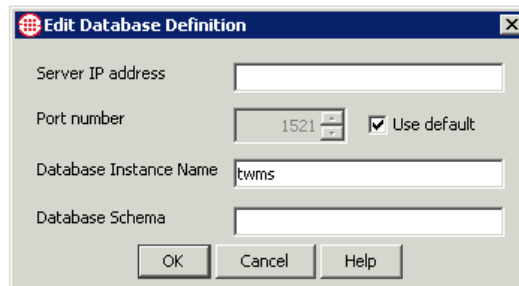 Edit Database Definition
Server IP address
Port number 1521 Use default
Database Instance Name twms
Database Schema
OK Cancel Help